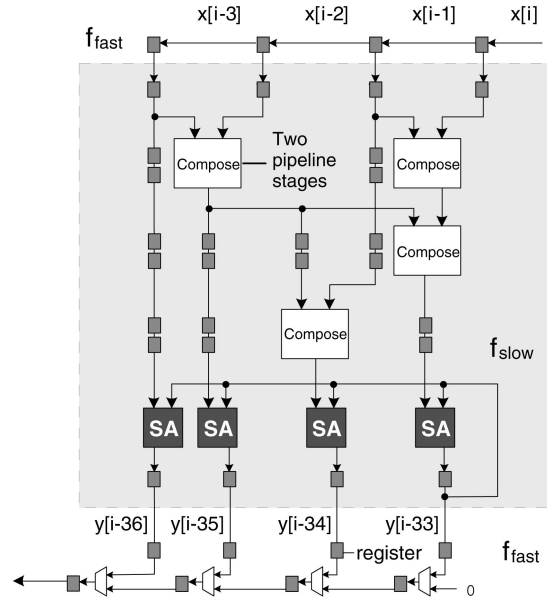 x[i-3] x[i-2] x[i-1] x[i]
f_fast
Compose
Two
pipeline
stages
Compose
Compose
Compose
f_slow
SA SA SA SA
y[i-36] y[i-35] y[i-34] y[i-33]
register
f_fast
0